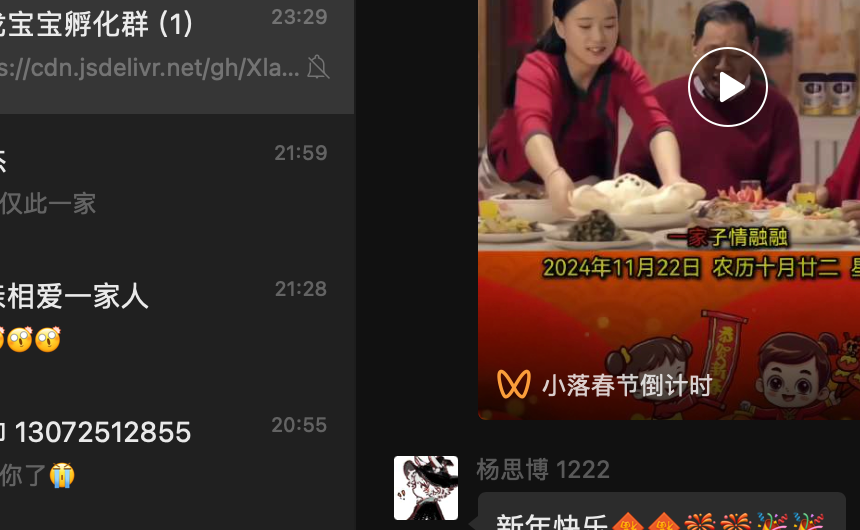 宝宝孵化群 (1)
23:29
s://cdn.jsdelivr.net/gh/Xla...
21:59
仅此一家
相爱一家人
21:28
13072512855
20:55
你了😭
一家子情融融
2024年11月22日 农历十月廿二
恭贺新
小落春节倒计时
杨思博 1222
新年快乐